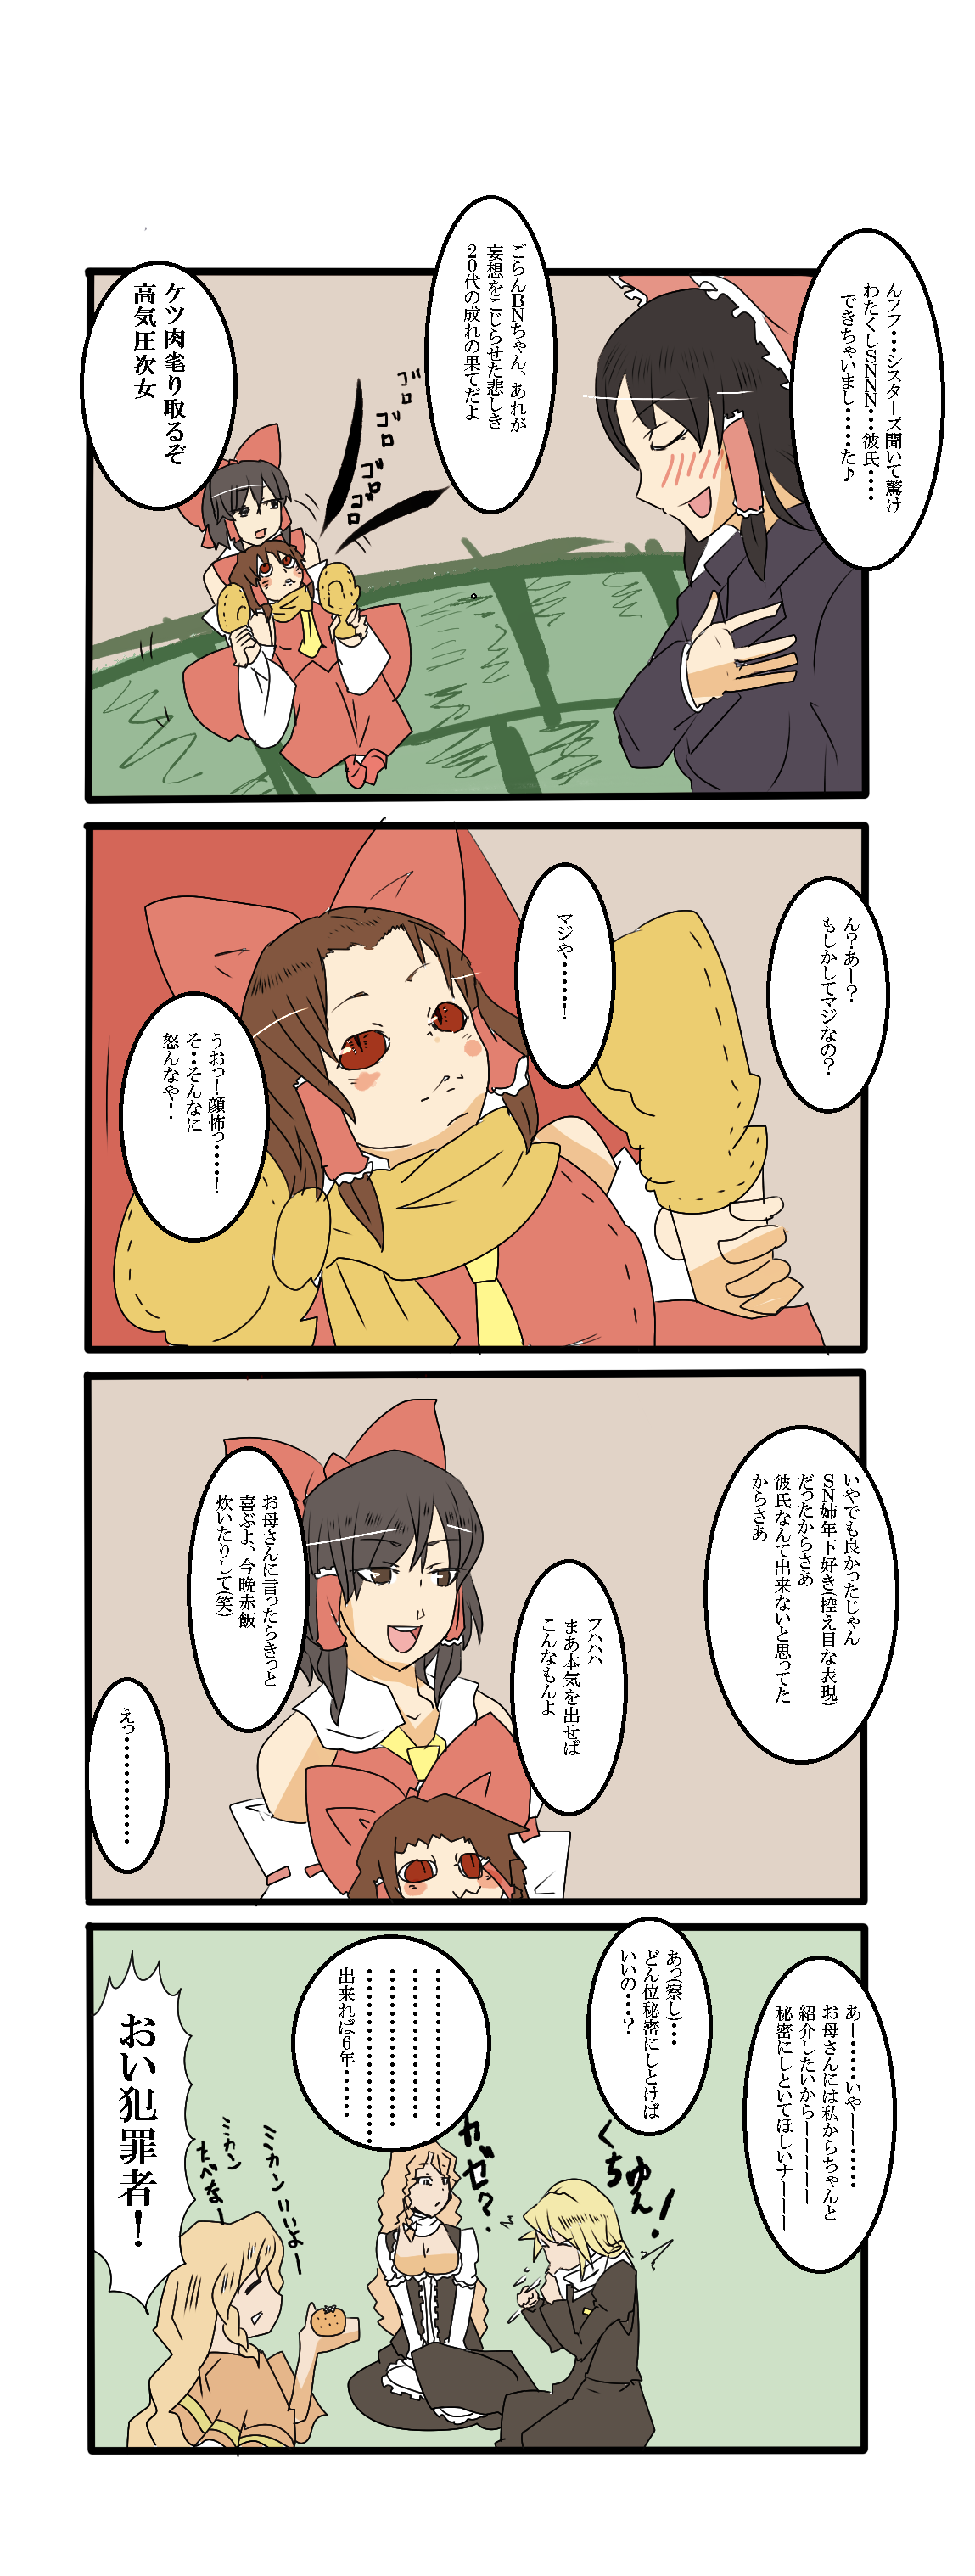 んフフ・・・シスターズ聞いて驚け
わたくしSNNN・・・彼氏・・・・
できちゃいまし・・・・・た♪
ごらんBNちゃん、あれが
妄想をこじらせた悲しき
20代の成れの果てだよ
ゴロ
ゴロ
ゴロ
ゴロ
ケツ肉毟り取るぞ
高気圧次女
ん？あー？
もしかしてマジなの？
マジや・・・・・・！
うおっ！顔怖っ・・・・・！
そ・・そんなに
怒んなや！
いやでも良かったじゃん
SN姉年下好き(控え目な表現)
だったからさあ
彼氏なんて出来ないと思ってた
からさあ
フハハハ
まあ本気を出せば
こんなもんよ
お母さんに言ったらきっと
喜ぶよ、今晩赤飯
炊いたりして(笑)
えっ・・・・・・・・・・・
あー・・・・・いやーー・・・・・・
お母さんには私からちゃんと
紹介したいからーーーーー
秘密にしといてほしいナーーー
あっ(察し)・・・
どん位秘密にしとけば
いいの・・・・？
・・・・・・・・・・・・・・
・・・・・・・・・・・・・・
・・・・・・・・・・・・・・
出来れば6年・・・・・
おい犯罪者！
くちゅん！
カゼ？
ミカンいいよー
ミカン
たべなー